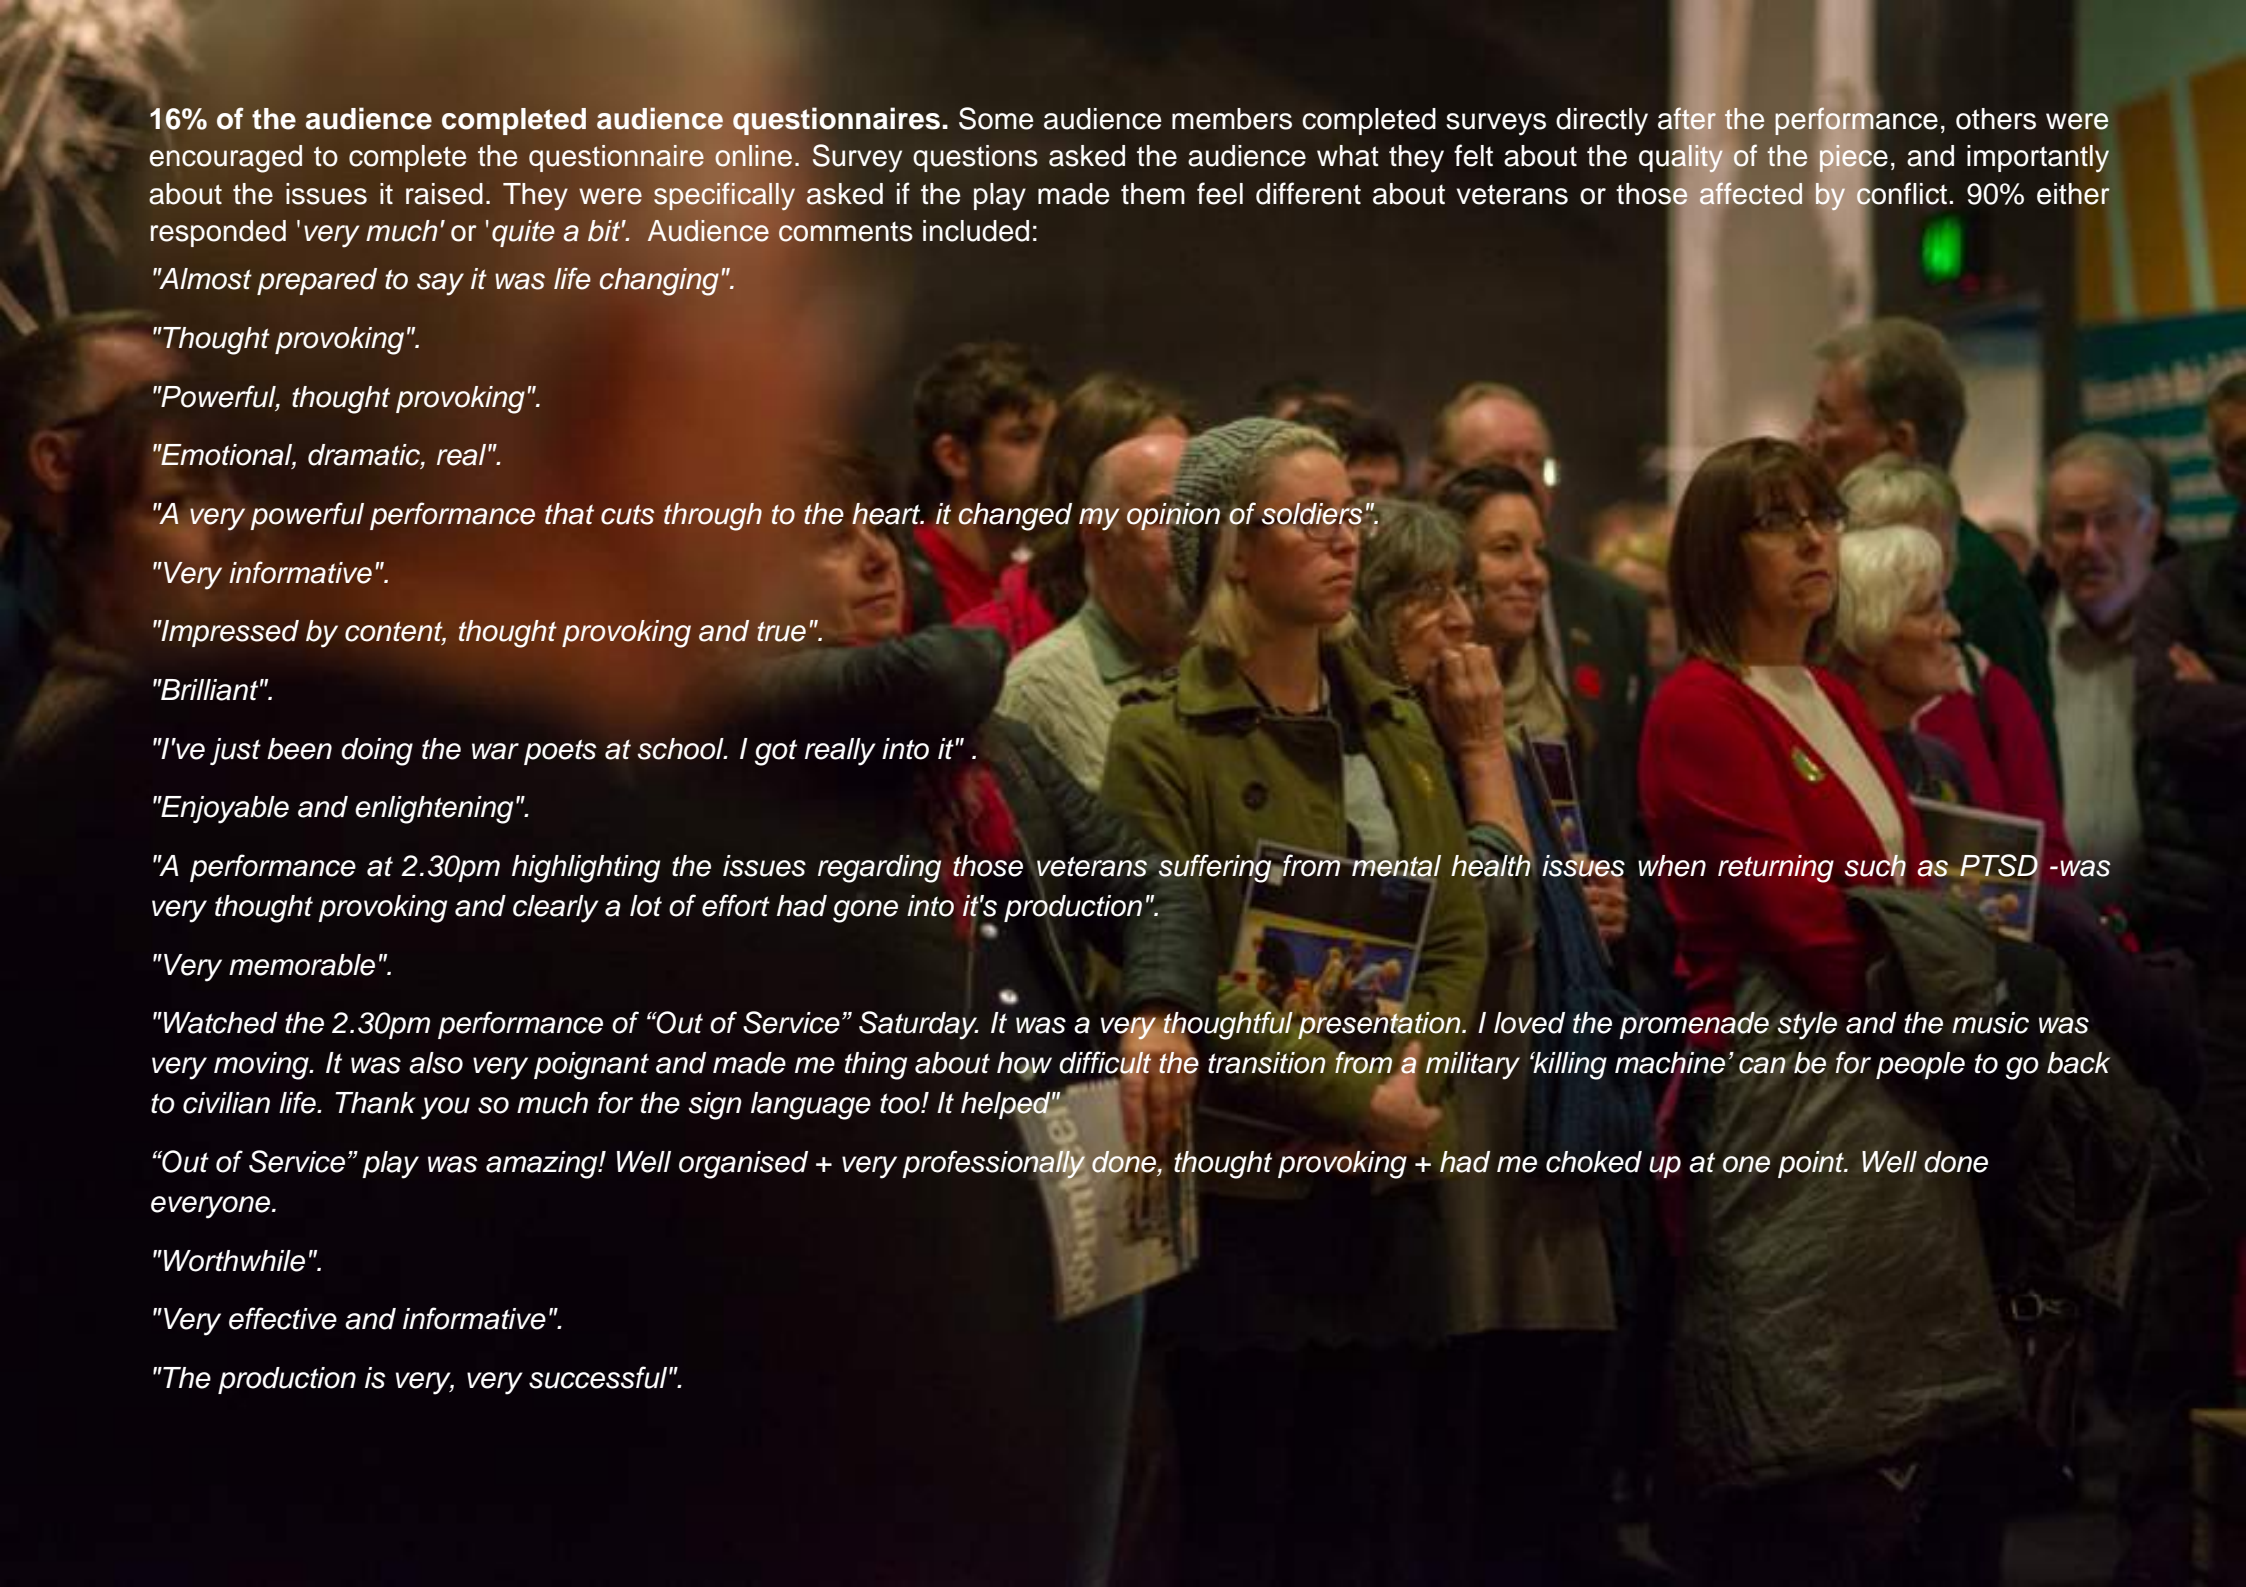 16% of the audience completed audience questionnaires. Some audience members completed surveys directly after the performance, others were
encouraged to complete the questionnaire online. Survey questions asked the audience what they felt about the quality of the piece, and importantly
about the issues it raised. They were specifically asked if the play made them feel different about veterans or those affected by conflict. 90% either
responded 'very much' or 'quite a bit'. Audience comments included:
"Almost prepared to say it was life changing".
"Thought provoking".
"Powerful, thought provoking".
"Emotional, dramatic, real".
"A very powerful performance that cuts through to the heart. it changed my opinion of soldiers".
"Very informative".
"Impressed by content, thought provoking and true".
"Brilliant".
"I've just been doing the war poets at school. I got really into it" .
"Enjoyable and enlightening".
"A performance at 2.30pm highlighting the issues regarding those veterans suffering from mental health issues when returning such as PTSD -was
very thought provoking and clearly a lot of effort had gone into it's production".
"Very memorable".
"Watched the 2.30pm performance of “Out of Service” Saturday. It was a very thoughtful presentation. I loved the promenade style and the music was
very moving. It was also very poignant and made me thing about how difficult the transition from a military ‘killing machine’ can be for people to go back
to civilian life. Thank you so much for the sign language too! It helped"
“Out of Service” play was amazing! Well organised + very professionally done, thought provoking + had me choked up at one point. Well done
everyone.
"Worthwhile".
"Very effective and informative".
"The production is very, very successful".